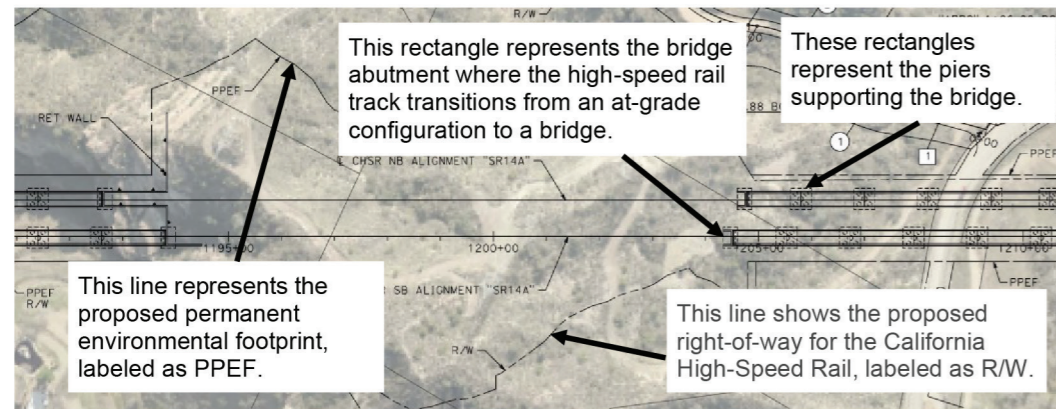 R/W
This rectangle represents the bridge
abutment where the high-speed rail
track transitions from an at-grade
configuration to a bridge.
These rectangles
represent the piers
supporting the bridge.
PPEF
RET WALL
1
1
PPEF
CHSR NB ALIGNMENT "SR14A"
1195+00
1200+00
1205+00
1210+00
This line represents the
proposed permanent
environmental footprint,
labeled as PPEF.
SB ALIGNMENT "SR14A"
PPEF
R/W
PPEF
R/W
This line shows the proposed
right-of-way for the California
High-Speed Rail, labeled as R/W.